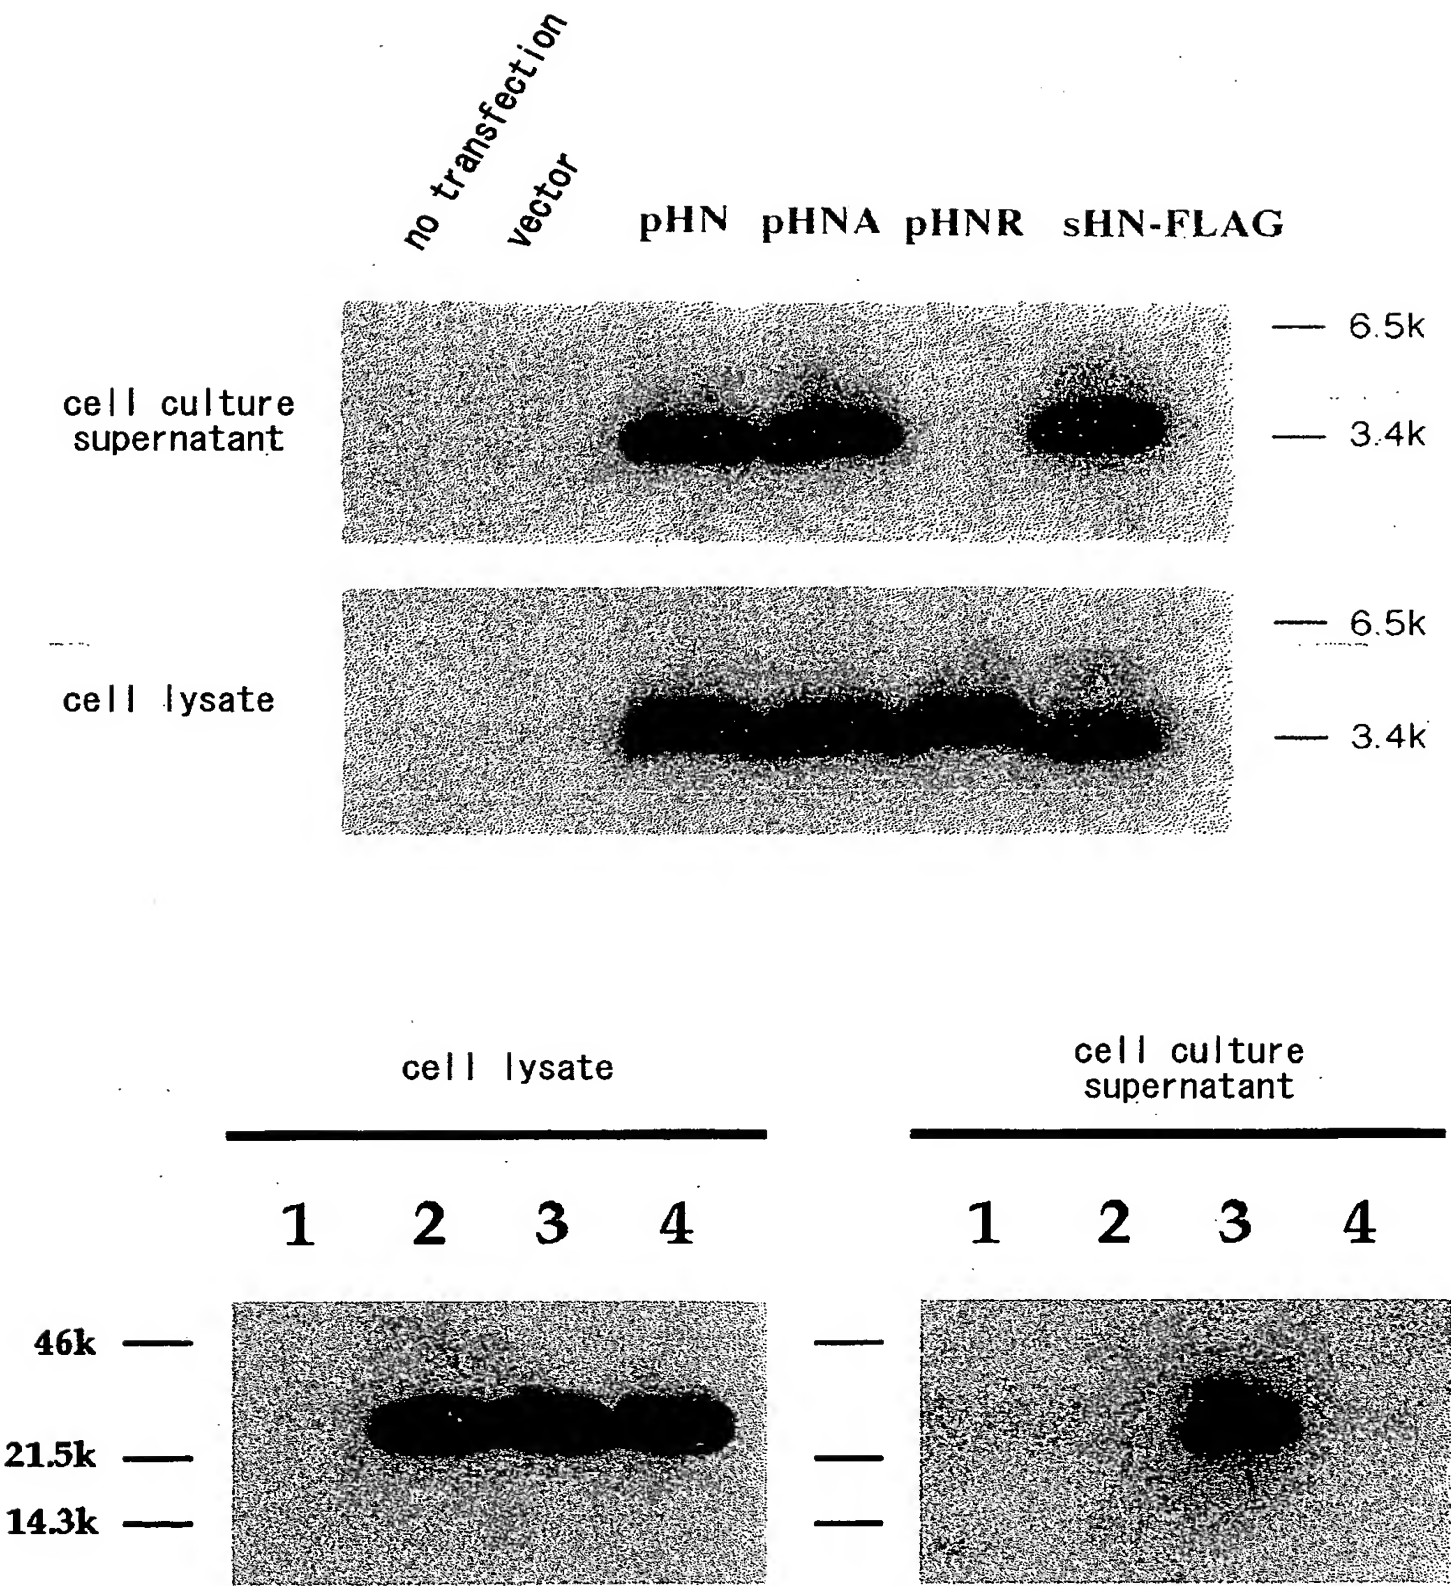 no transfection
vector
pHN pHNA pHNR sHN-FLAG
cell culture
supernatant
6.5k
3.4k
cell lysate
6.5k
3.4k
cell lysate
cell culture
supernatant
1 2 3 4
1 2 3 4
46k
21.5k
14.3k